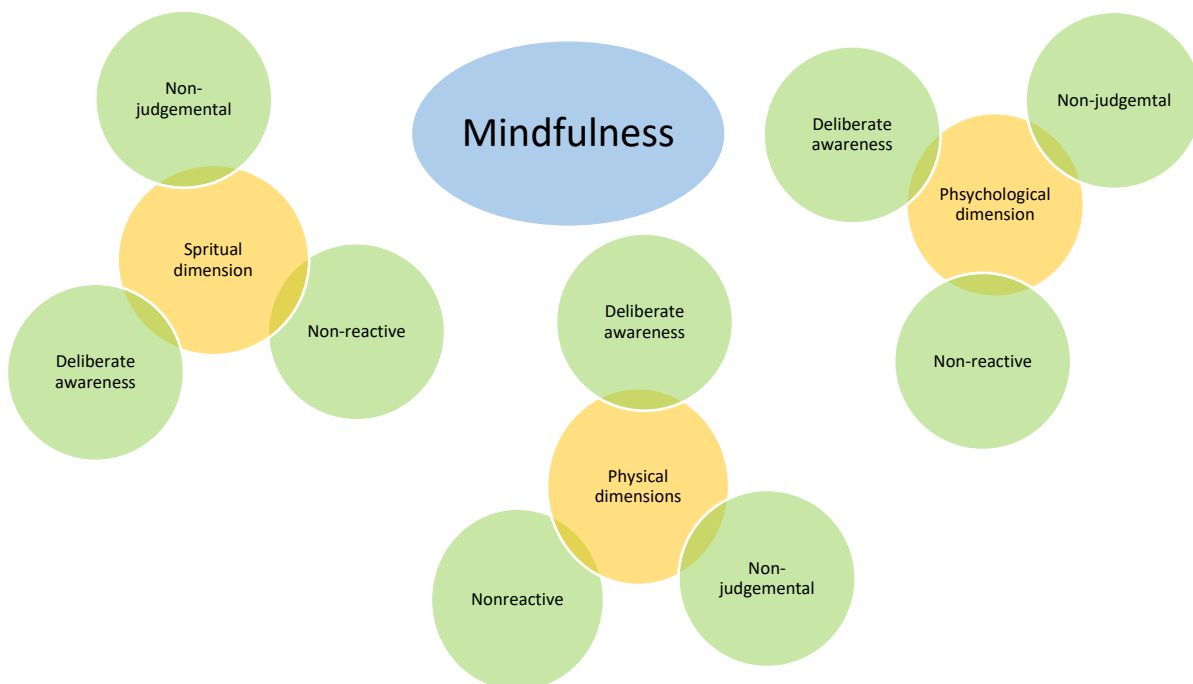 Mindfulness
Non-
judgemental
Spritual
dimension
Deliberate
awareness
Non-reactive
Deliberate
awareness
Physical
dimensions
Nonreactive
Non-
judgemental
Deliberate
awareness
Non-judgemtal
Phsychological
dimension
Non-reactive